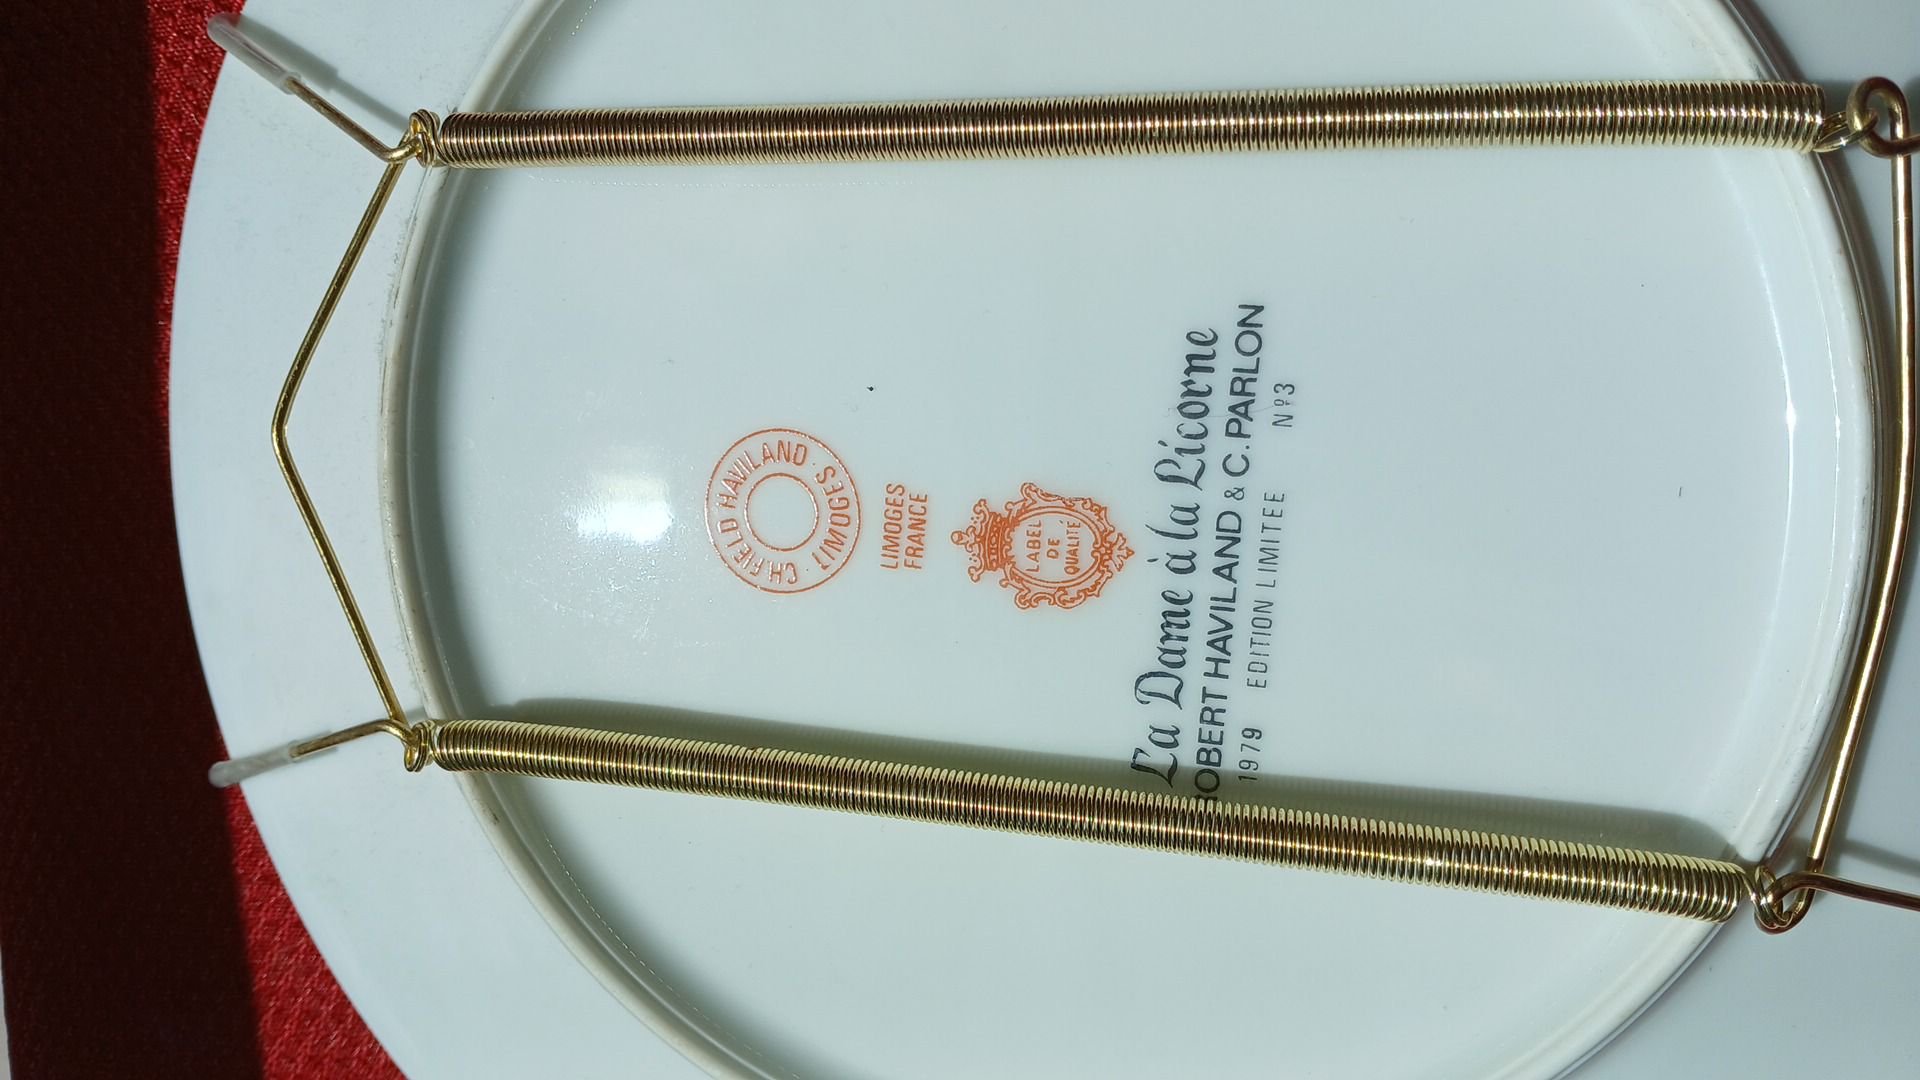 CH. FIELD HAVILAND · LIMOGES ·
LIMOGES
FRANCE
LABEL
DE
QUALITÉ
La Dame à la Licorne
ROBERT HAVILAND & C. PARLON
1979 EDITION LIMITEE Nº3